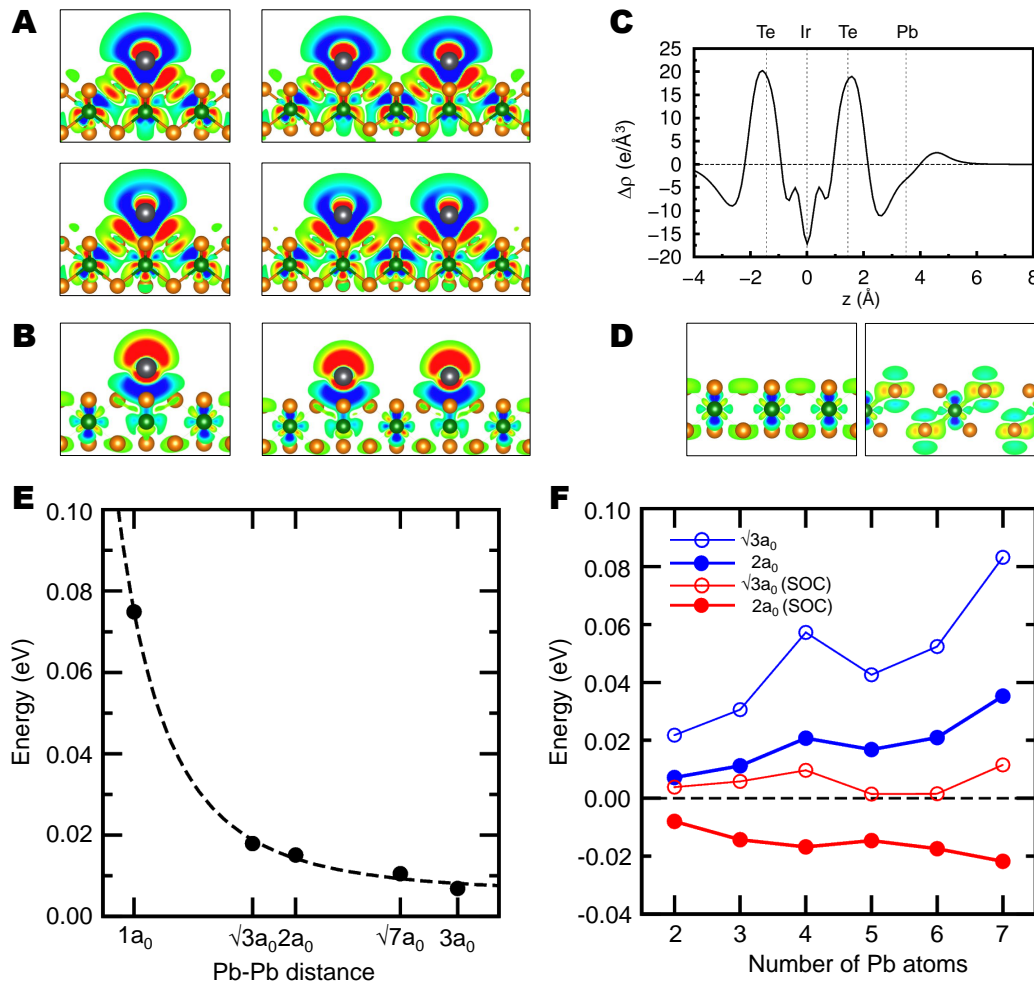 A
C
Te Ir Te Pb
25
20
15
10
5
0
−5
−10
−15
−20
Δρ (e/Å³)
−4 −2 0 2 4 6 8
z (Å)
B
D
E
0.10
0.08
0.06
0.04
0.02
0.00
Energy (eV)
1a₀ √3a₀ 2a₀ √7a₀ 3a₀
Pb-Pb distance
F
√3a₀
2a₀
√3a₀ (SOC)
2a₀ (SOC)
0.10
0.08
0.06
0.04
0.02
0.00
-0.02
-0.04
Energy (eV)
2 3 4 5 6 7
Number of Pb atoms